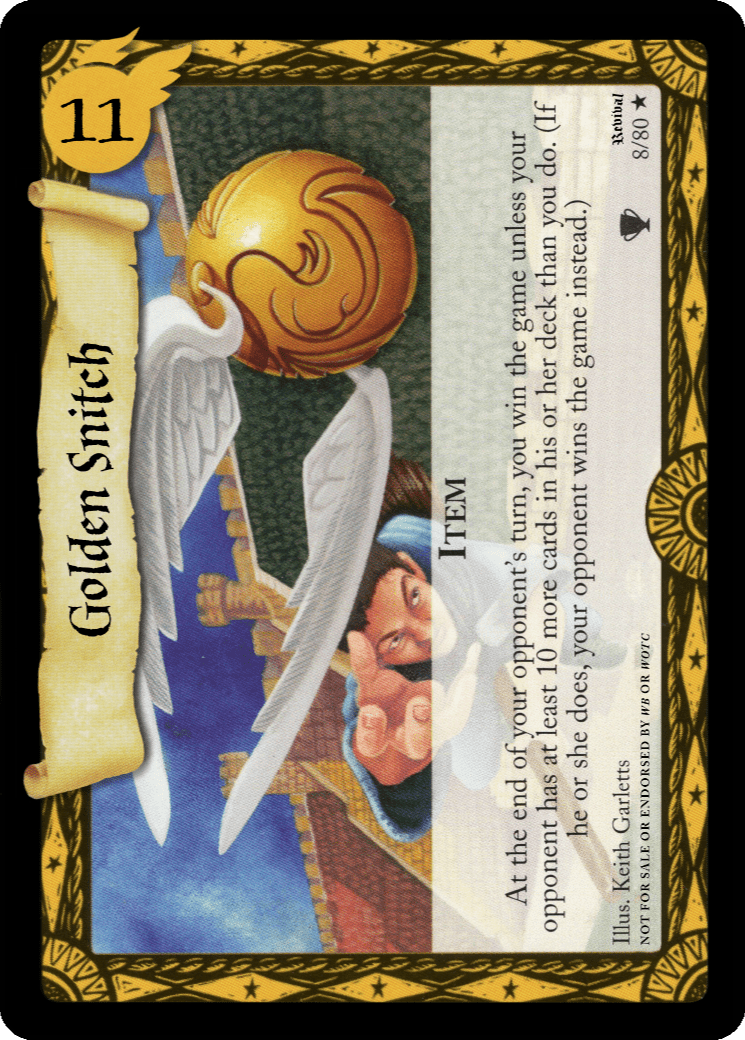 11
Golden Snitch
ITEM
At the end of your opponent's turn, you win the game unless your
opponent has at least 10 more cards in his or her deck than you do. (If
he or she does, your opponent wins the game instead.)
Illus. Keith Garletts
NOT FOR SALE OR ENDORSED BY WB OR WOTC
Revival
8/80 ★